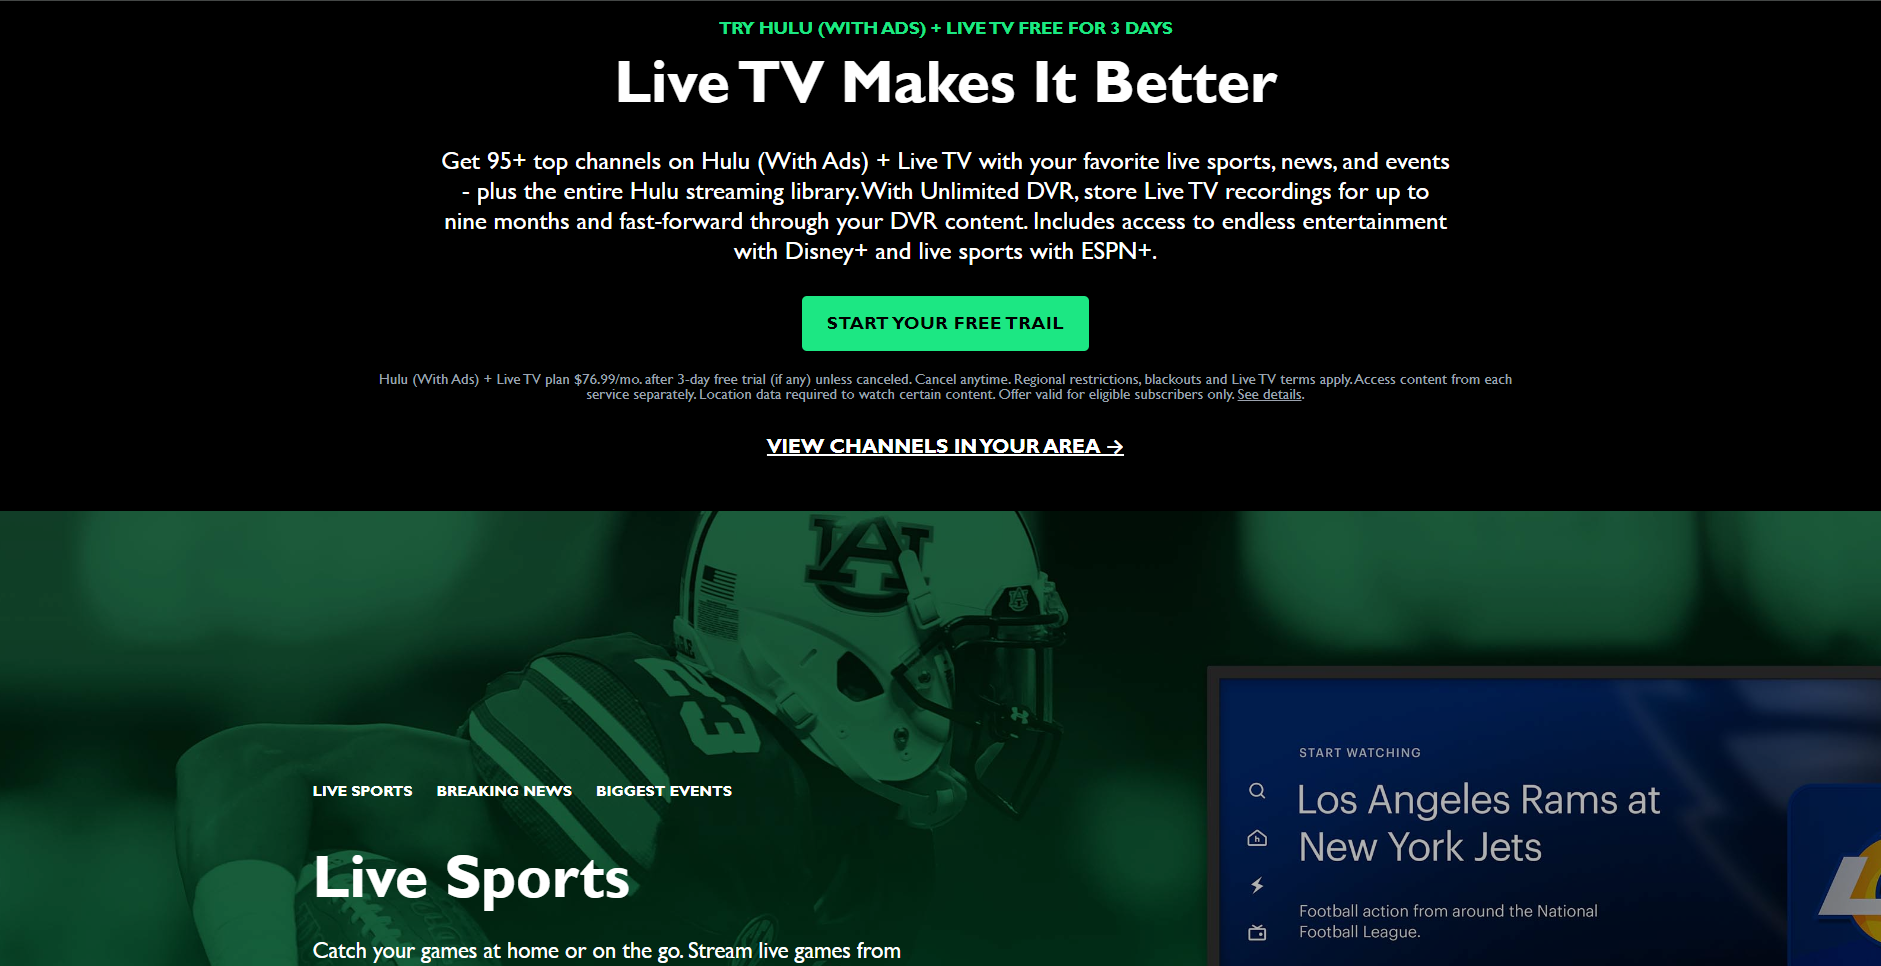 TRY HULU (WITH ADS) + LIVE TV FREE FOR 3 DAYS
Live TV Makes It Better
Get 95+ top channels on Hulu (With Ads) + Live TV with your favorite live sports, news, and events
- plus the entire Hulu streaming library. With Unlimited DVR, store Live TV recordings for up to
nine months and fast-forward through your DVR content. Includes access to endless entertainment
with Disney+ and live sports with ESPN+.
START YOUR FREE TRAIL
Hulu (With Ads) + Live TV plan $76.99/mo. after 3-day free trial (if any) unless canceled. Cancel anytime. Regional restrictions, blackouts and Live TV terms apply. Access content from each
service separately. Location data required to watch certain content. Offer valid for eligible subscribers only. See details.
VIEW CHANNELS IN YOUR AREA →
AU
32
LIVE SPORTS BREAKING NEWS BIGGEST EVENTS
Live Sports
Catch your games at home or on the go. Stream live games from
START WATCHING
Los Angeles Rams at
New York Jets
Football action from around the National
Football League.